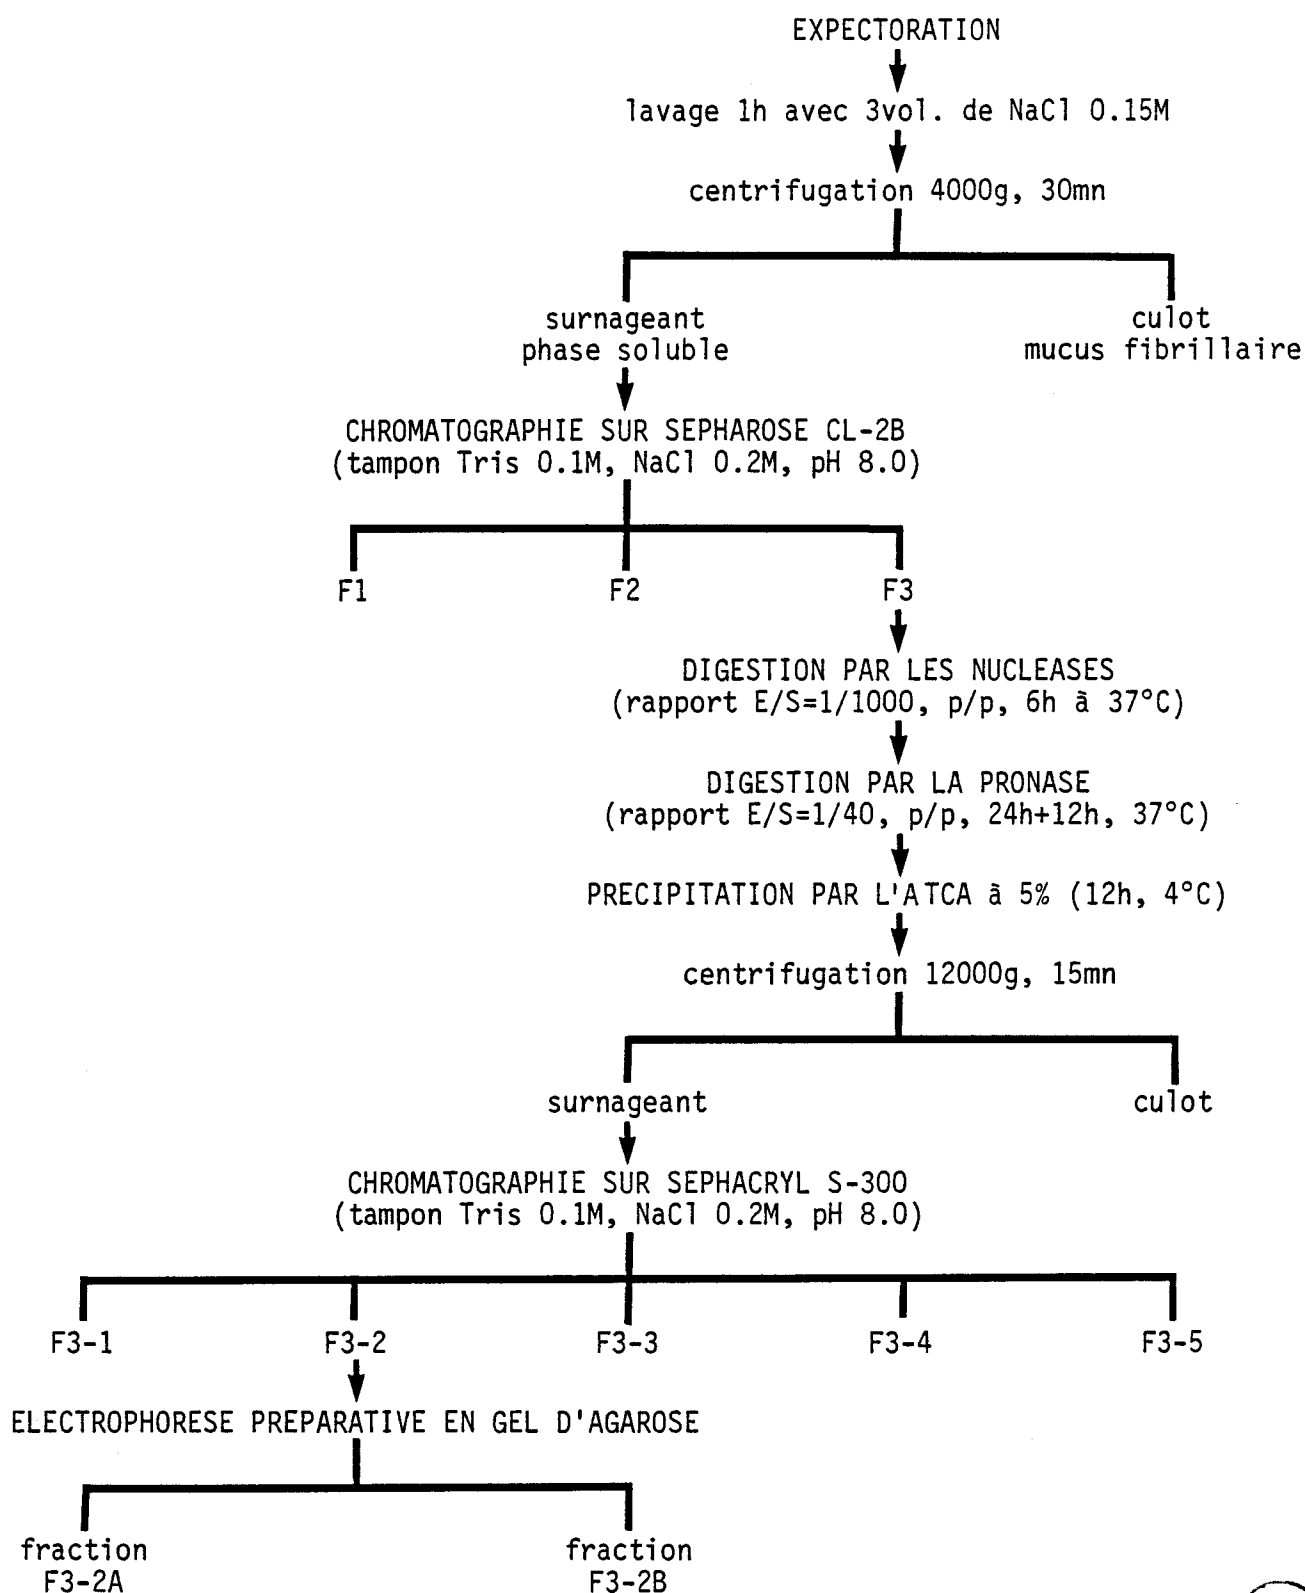 EXPECTORATION
lavage 1h avec 3vol. de NaCl 0.15M
centrifugation 4000g, 30mn
surnageant
phase soluble
culot
mucus fibrillaire
CHROMATOGRAPHIE SUR SEPHAROSE CL-2B
(tampon Tris 0.1M, NaCl 0.2M, pH 8.0)
F1
F2
F3
DIGESTION PAR LES NUCLEASES
(rapport E/S=1/1000, p/p, 6h à 37°C)
DIGESTION PAR LA PRONASE
(rapport E/S=1/40, p/p, 24h+12h, 37°C)
PRECIPITATION PAR L'ATCA à 5% (12h, 4°C)
centrifugation 12000g, 15mn
surnageant
culot
CHROMATOGRAPHIE SUR SEPHACRYL S-300
(tampon Tris 0.1M, NaCl 0.2M, pH 8.0)
F3-1
F3-2
F3-3
F3-4
F3-5
ELECTROPHORESE PREPARATIVE EN GEL D'AGAROSE
fraction
F3-2A
fraction
F3-2B